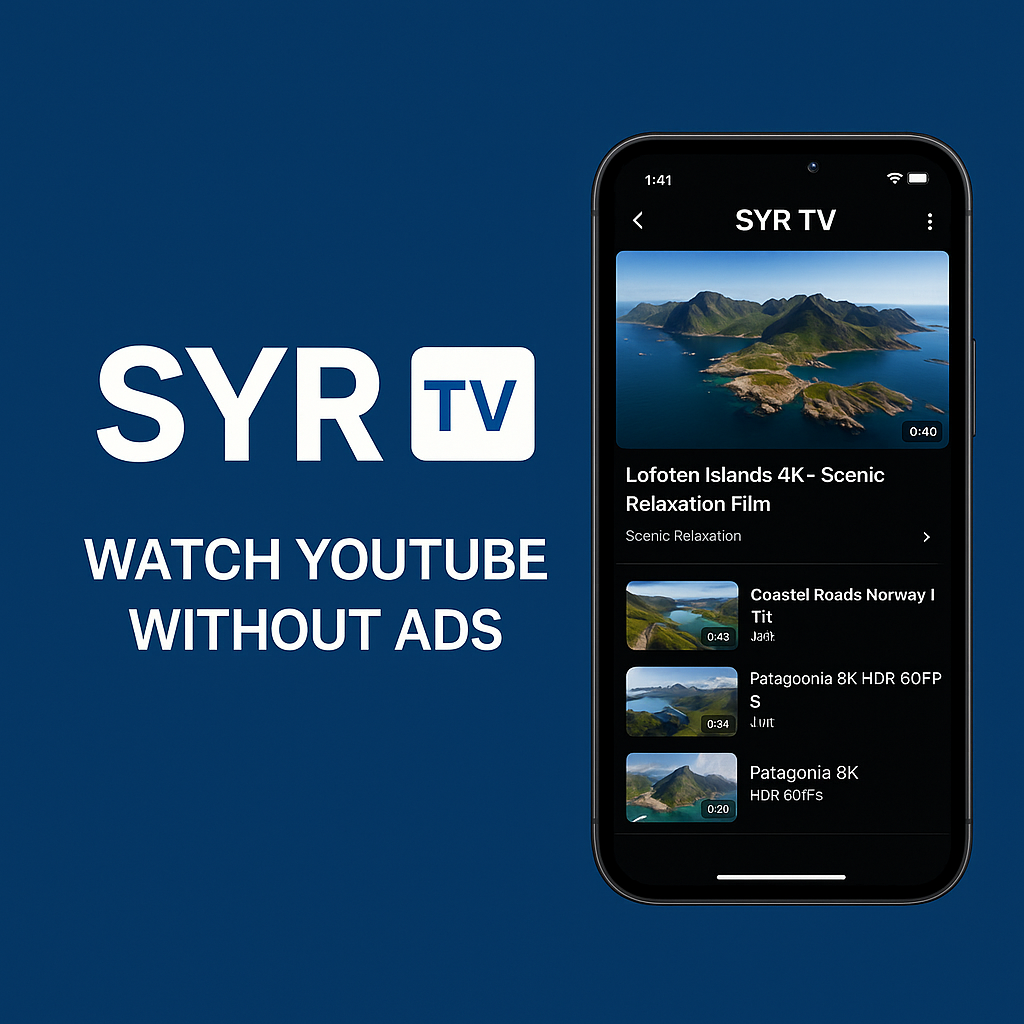 SYR TV
WATCH YOUTUBE
WITHOUT ADS
1:41
SYR TV
0:40
Lofoten Islands 4K - Scenic
Relaxation Film
Scenic Relaxation
Coastel Roads Norway I
Tit
0:43
Patagoonia 8K HDR 60FP
S
0:34
Patagonia 8K
HDR 60fFs
0:20